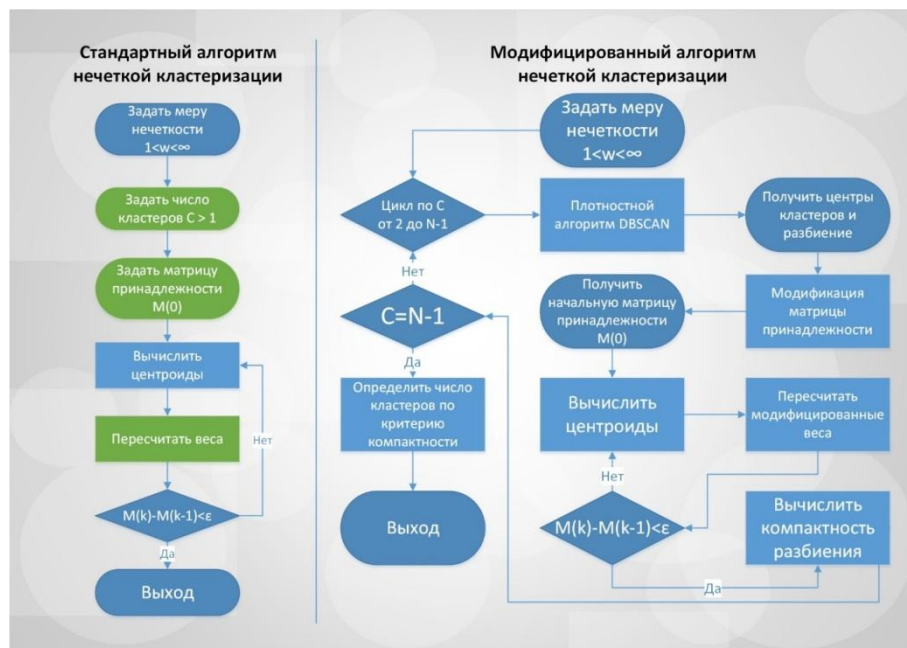 Стандартный алгоритм
нечеткой кластеризации
Задать меру
нечеткости
1<w<∞
Задать число
кластеров C > 1
Задать матрицу
принадлежности
M(0)
Вычислить
центроиды
Пересчитать веса
Нет
M(k)-M(k-1)<ε
Да
Выход
Модифицированный алгоритм
нечеткой кластеризации
Задать меру
нечеткости
1<w<∞
Цикл по C
от 2 до N-1
Плотностной
алгоритм DBSCAN
Получить центры
кластеров и
разбиение
Модификация
матрицы
принадлежности
Получить
начальную матрицу
принадлежности
M(0)
Нет
C=N-1
Да
Определить число
кластеров по
критерию
компактности
Выход
Вычислить
центроиды
Пересчитать
модифицированные
веса
Нет
M(k)-M(k-1)<ε
Да
Вычислить
компактность
разбиения